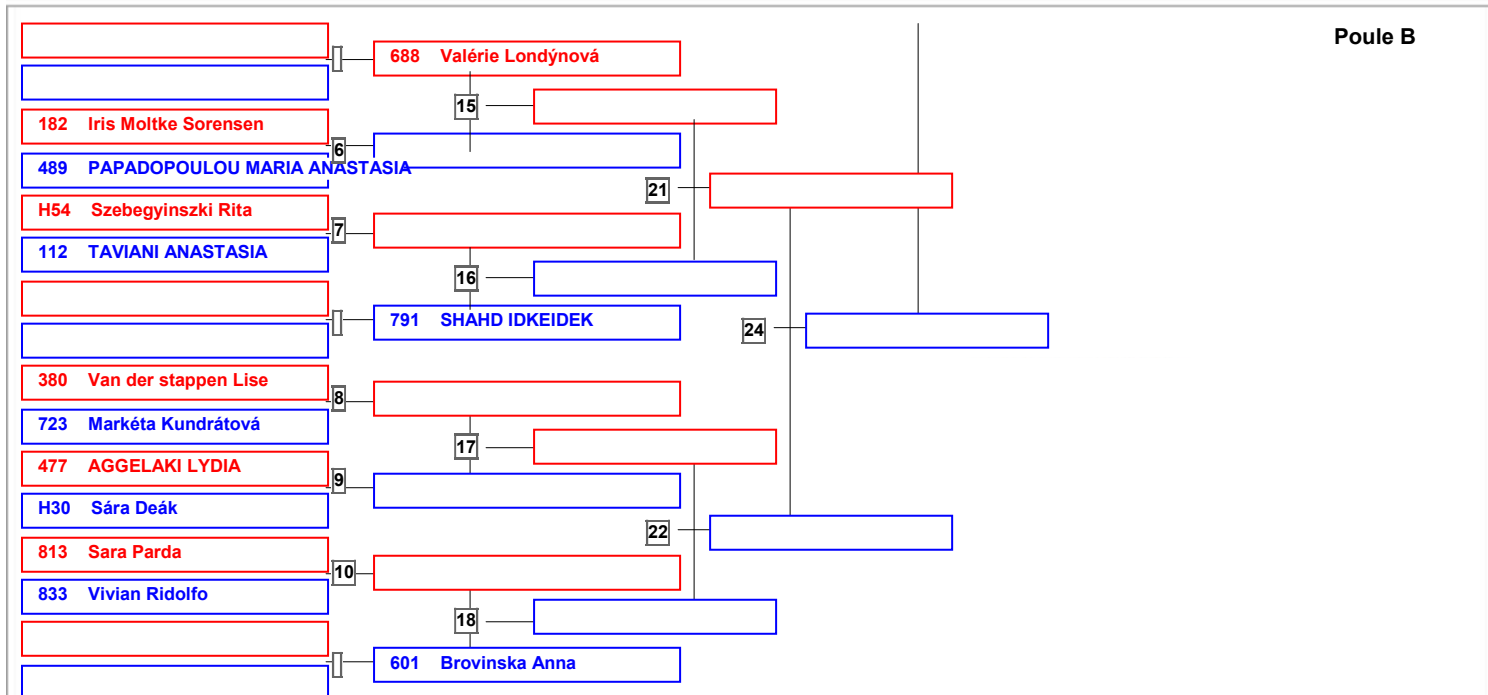 Poule B
688 Valérie Londýnová
15
182 Iris Moltke Sorensen
6
489 PAPADOPOULOU MARIA ANASTASIA
21
H54 Szebegyinszki Rita
7
112 TAVIANI ANASTASIA
16
791 SHAHD IDKEIDEK
24
380 Van der stappen Lise
8
723 Markéta Kundrátová
17
477 AGGELAKI LYDIA
9
H30 Sára Deák
22
813 Sara Parda
10
833 Vivian Ridolfo
18
601 Brovinska Anna